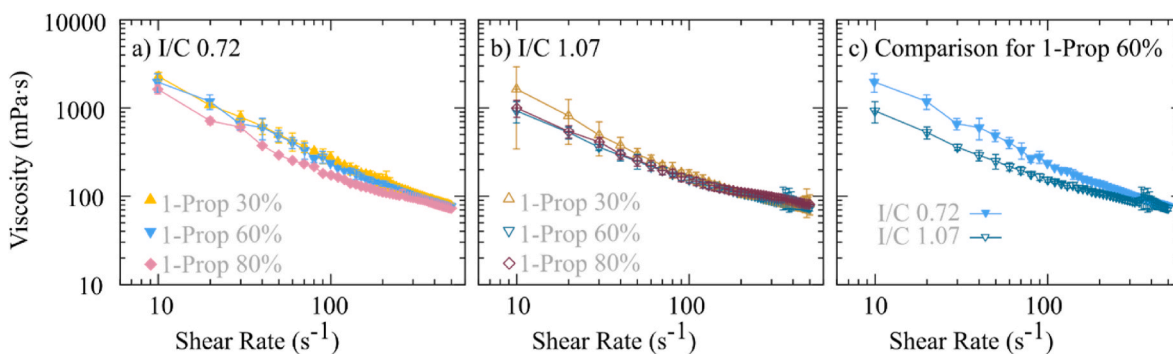 a) I/C 0.72
b) I/C 1.07
c) Comparison for 1-Prop 60%
Viscosity (mPa·s)
10000
1000
100
10
1-Prop 30%
1-Prop 60%
1-Prop 80%
1-Prop 30%
1-Prop 60%
1-Prop 80%
I/C 0.72
I/C 1.07
10 100
10 100
10 100
Shear Rate (s⁻¹)
Shear Rate (s⁻¹)
Shear Rate (s⁻¹)